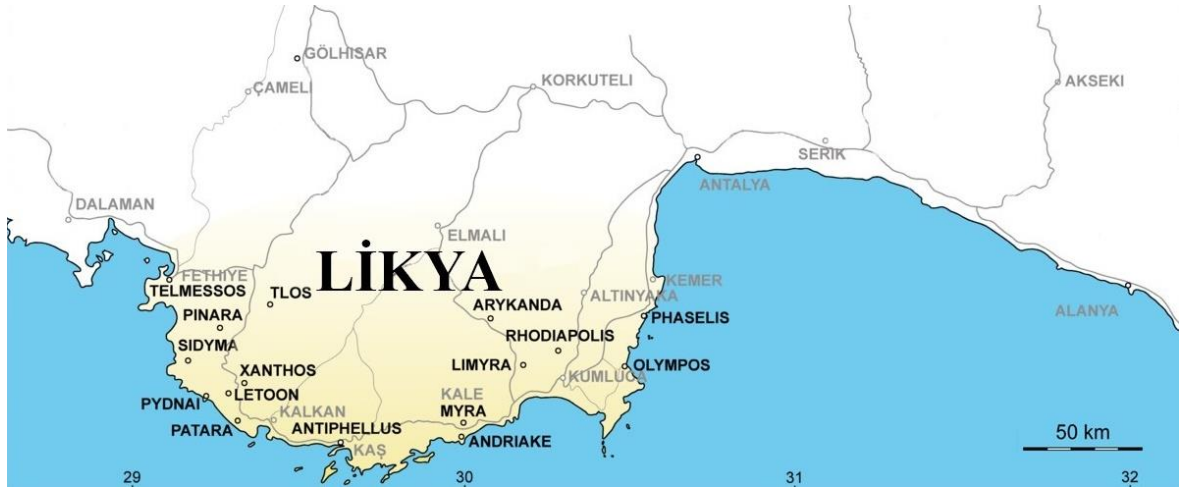 GÖLHISAR
ÇAMELI
KORKUTELI
AKSEKI
SERIK
ANTALYA
DALAMAN
ELMALI
LİKYA
FETHIYE
TELMESSOS
TLOS
KEMER
ALTINYAKA
ARYKANDA
PINARA
PHASELIS
ALANYA
RHODIAPOLIS
SIDYMA
LIMYRA
OLYMPOS
XANTHOS
KUMLUCA
LETOON
KALE
PYDNAI
KALKAN
MYRA
PATARA
ANTIPHELLUS
ANDRIAKE
KAŞ
50 km
29
30
31
32